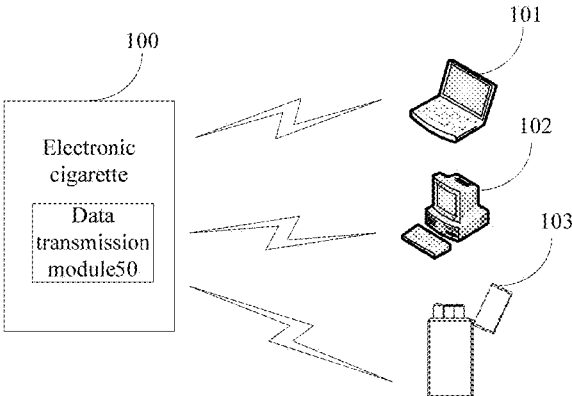 100
101
Electronic
cigarette
102
Data
transmission
module50
103